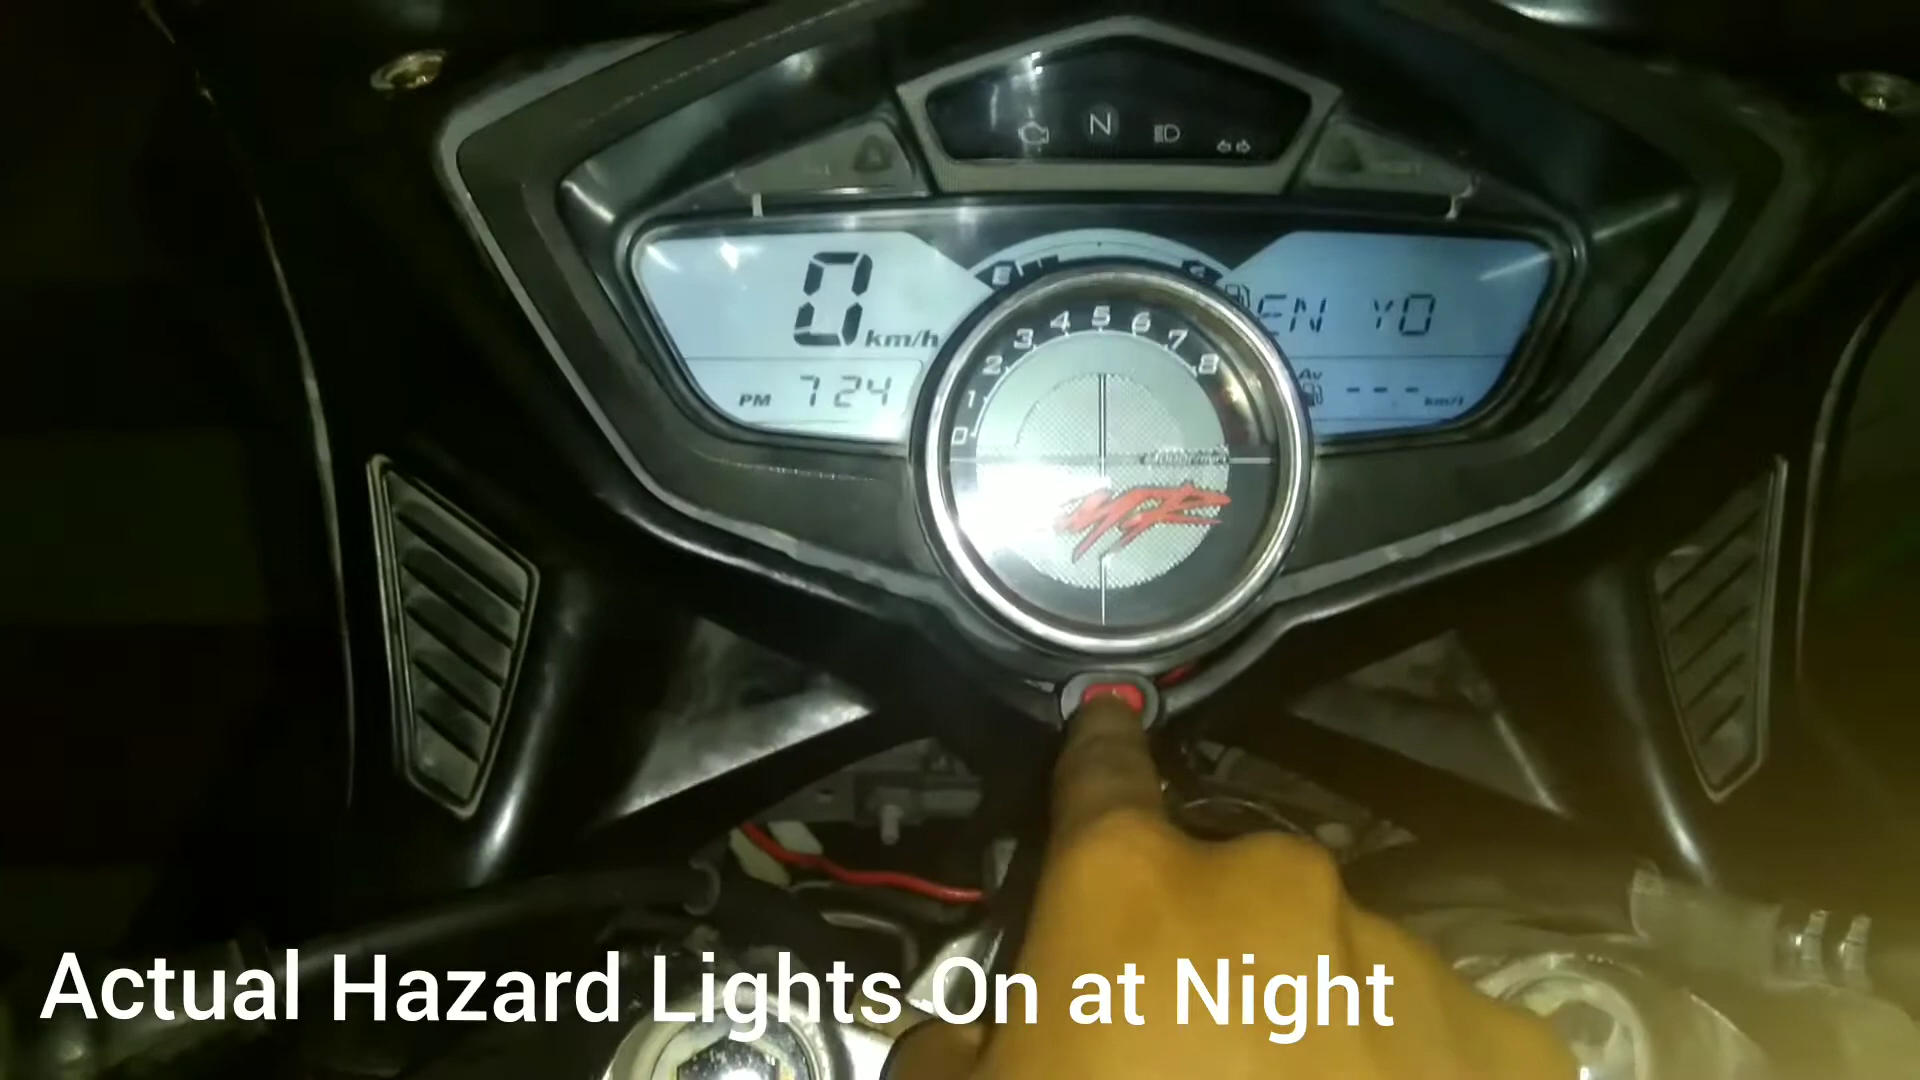 N
0 km/h
EN YO
PM 7 24
Av
---
km/l
E
0 1 2 3 4 5 6 7 8
Actual Hazard Lights On at Night